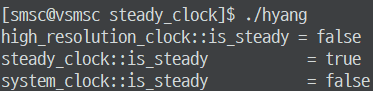 [smsc@vsmsc steady_clock]$ ./hyang
high_resolution_clock::is_steady = false
steady_clock::is_steady          = true
system_clock::is_steady          = false